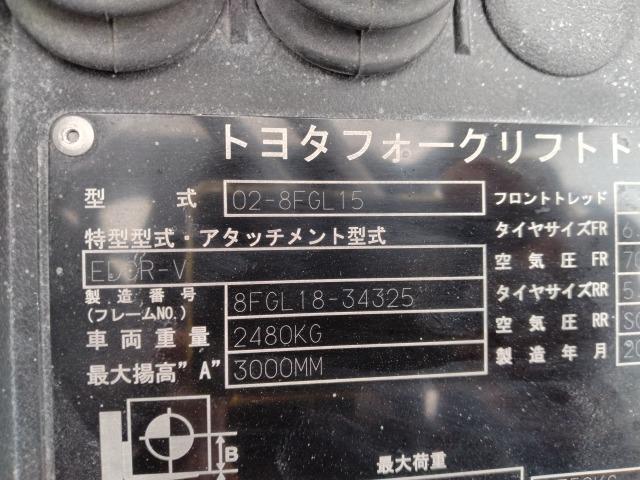 トヨタフォークリフト
型 式 02-8FGL15 フロントトレッド
特型型式・アタッチメント型式 タイヤサイズFR
空気圧 FR
製造番号 (フレームNO.) 8FGL18-34325 タイヤサイズRR
車両重量 2480KG 空気圧 RR
最大揚高"A" 3000MM 製造年月
B
最大荷重